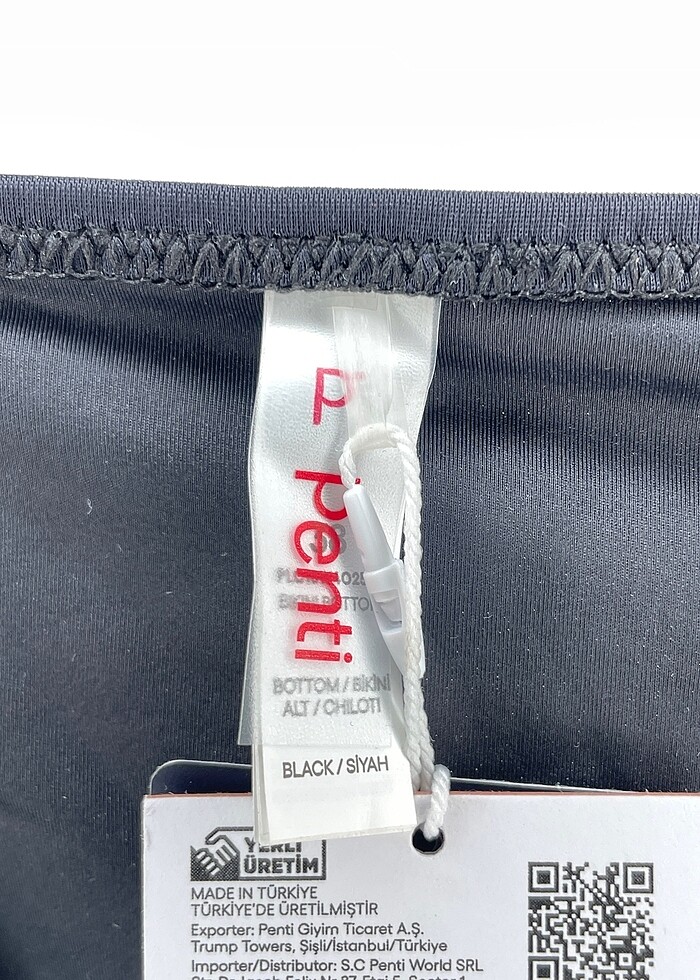 P
penti
38
BOTTOM / BİKİNİ
ALT / CHILOTI
BLACK / SİYAH
YERLİ
ÜRETİM
MADE IN TÜRKİYE
TÜRKİYE'DE ÜRETİLMİŞTİR
Exporter: Penti Giyim Ticaret A.Ş.
Trump Towers, Şişli/İstanbul/Türkiye
Importer/Distributor: S.C Penti World SRL